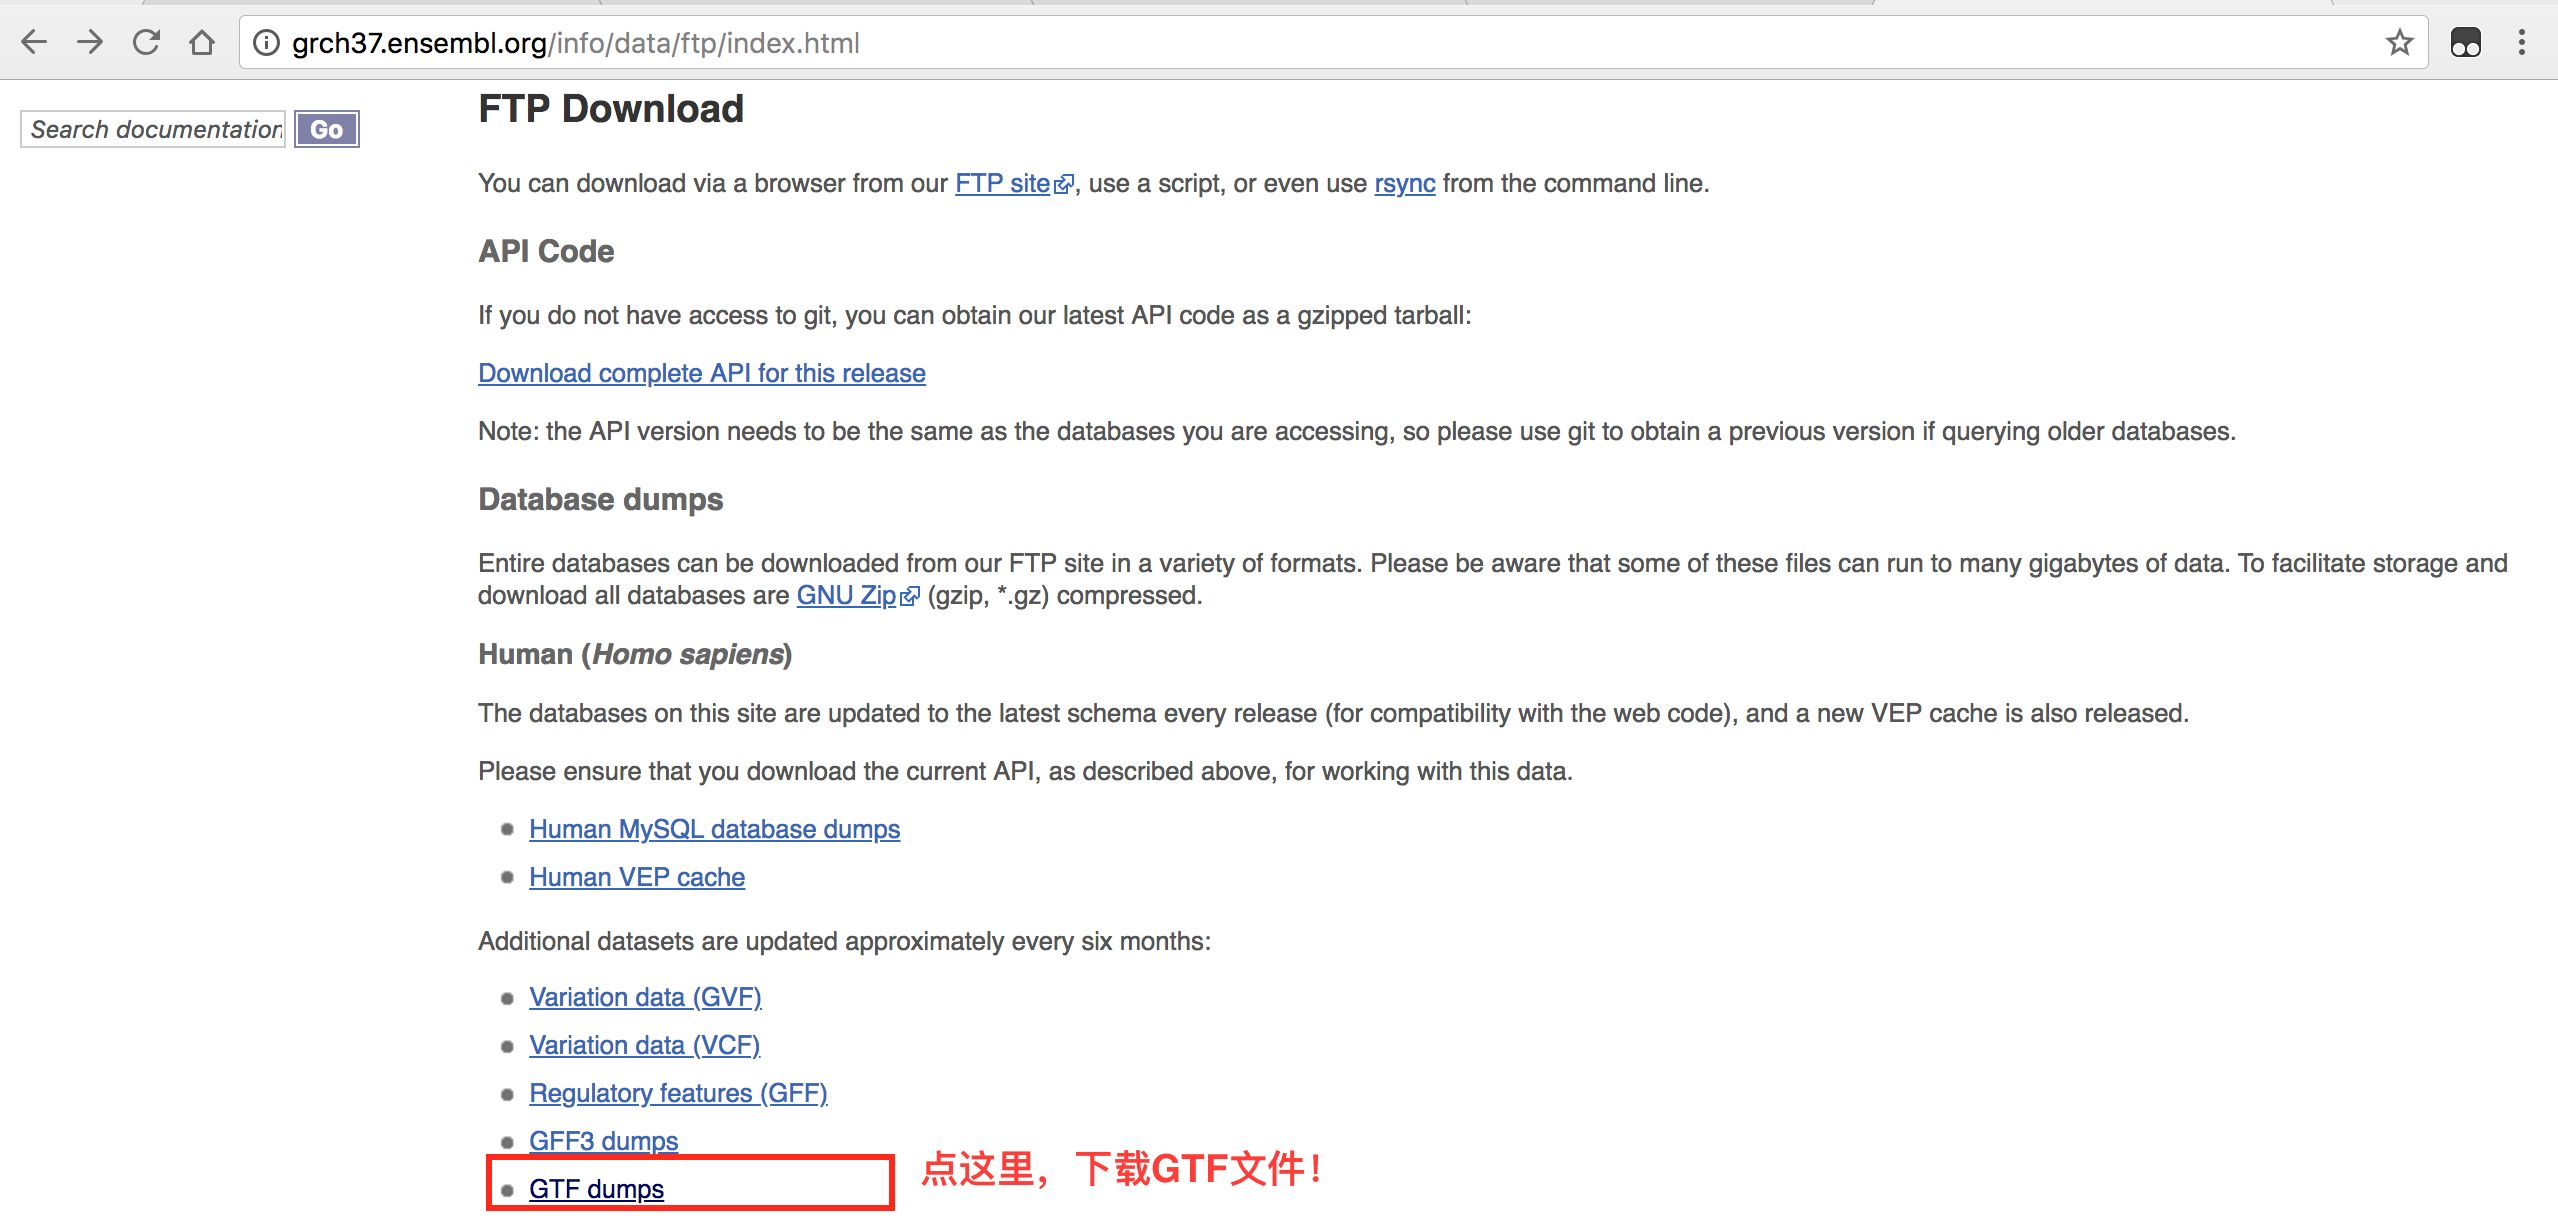 grch37.ensembl.org/info/data/ftp/index.html
Search documentation Go
FTP Download
You can download via a browser from our FTP site, use a script, or even use rsync from the command line.
API Code
If you do not have access to git, you can obtain our latest API code as a gzipped tarball:
Download complete API for this release
Note: the API version needs to be the same as the databases you are accessing, so please use git to obtain a previous version if querying older databases.
Database dumps
Entire databases can be downloaded from our FTP site in a variety of formats. Please be aware that some of these files can run to many gigabytes of data. To facilitate storage and
download all databases are GNU Zip (gzip, *.gz) compressed.
Human (Homo sapiens)
The databases on this site are updated to the latest schema every release (for compatibility with the web code), and a new VEP cache is also released.
Please ensure that you download the current API, as described above, for working with this data.
Human MySQL database dumps
Human VEP cache
Additional datasets are updated approximately every six months:
Variation data (GVF)
Variation data (VCF)
Regulatory features (GFF)
GFF3 dumps
GTF dumps
点这里，下载GTF文件！